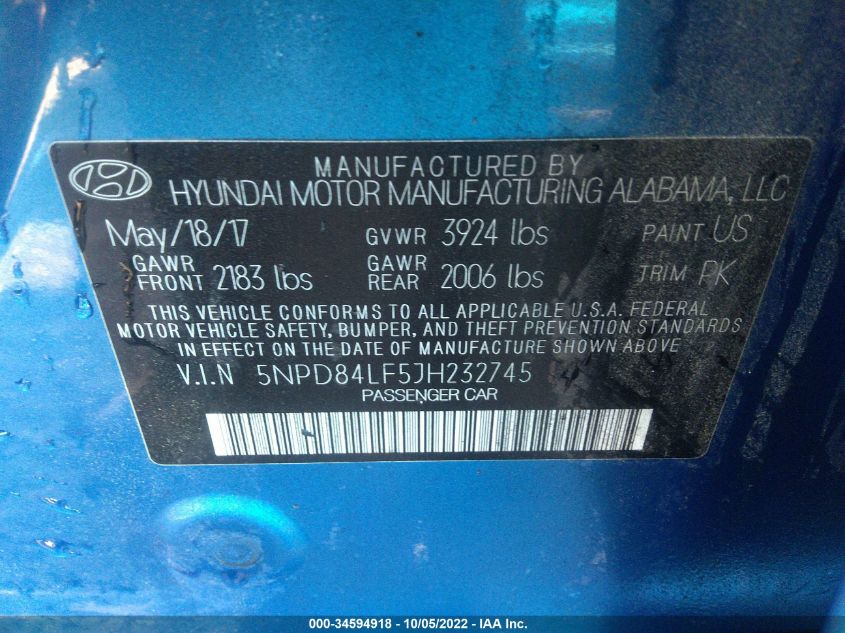 MANUFACTURED BY
HYUNDAI MOTOR MANUFACTURING ALABAMA, LLC
May/18/17 GVWR 3924 lbs PAINT US
GAWR FRONT 2183 lbs GAWR REAR 2006 lbs TRIM PK
THIS VEHICLE CONFORMS TO ALL APPLICABLE U.S.A. FEDERAL
MOTOR VEHICLE SAFETY, BUMPER, AND THEFT PREVENTION STANDARDS
IN EFFECT ON THE DATE OF MANUFACTURE SHOWN ABOVE.
V.I.N 5NPD84LF5JH232745
PASSENGER CAR
000-34594918 - 10/05/2022 - IAA Inc.